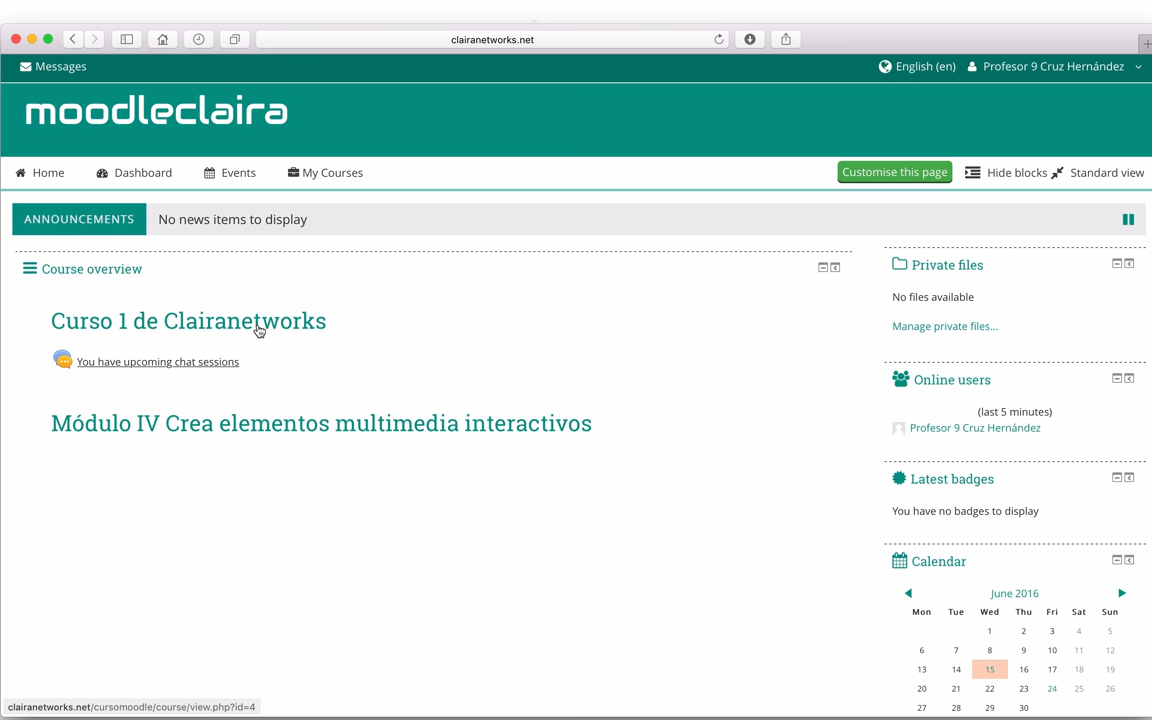 clairanetworks.net
Messages
English (en) Profesor 9 Cruz Hernández
moodleclaira
Home Dashboard Events My Courses Customise this page Hide blocks Standard view
ANNOUNCEMENTS No news items to display
Course overview
Curso 1 de Clairanetworks
You have upcoming chat sessions
Módulo IV Crea elementos multimedia interactivos
Private files
No files available
Manage private files...
Online users
(last 5 minutes)
Profesor 9 Cruz Hernández
Latest badges
You have no badges to display
Calendar
June 2016
Mon Tue Wed Thu Fri Sat Sun
1 2 3 4 5
6 7 8 9 10 11 12
13 14 15 16 17 18 19
20 21 22 23 24 25 26
27 28 29 30
clairanetworks.net/cursomoodle/course/view.php?id=4